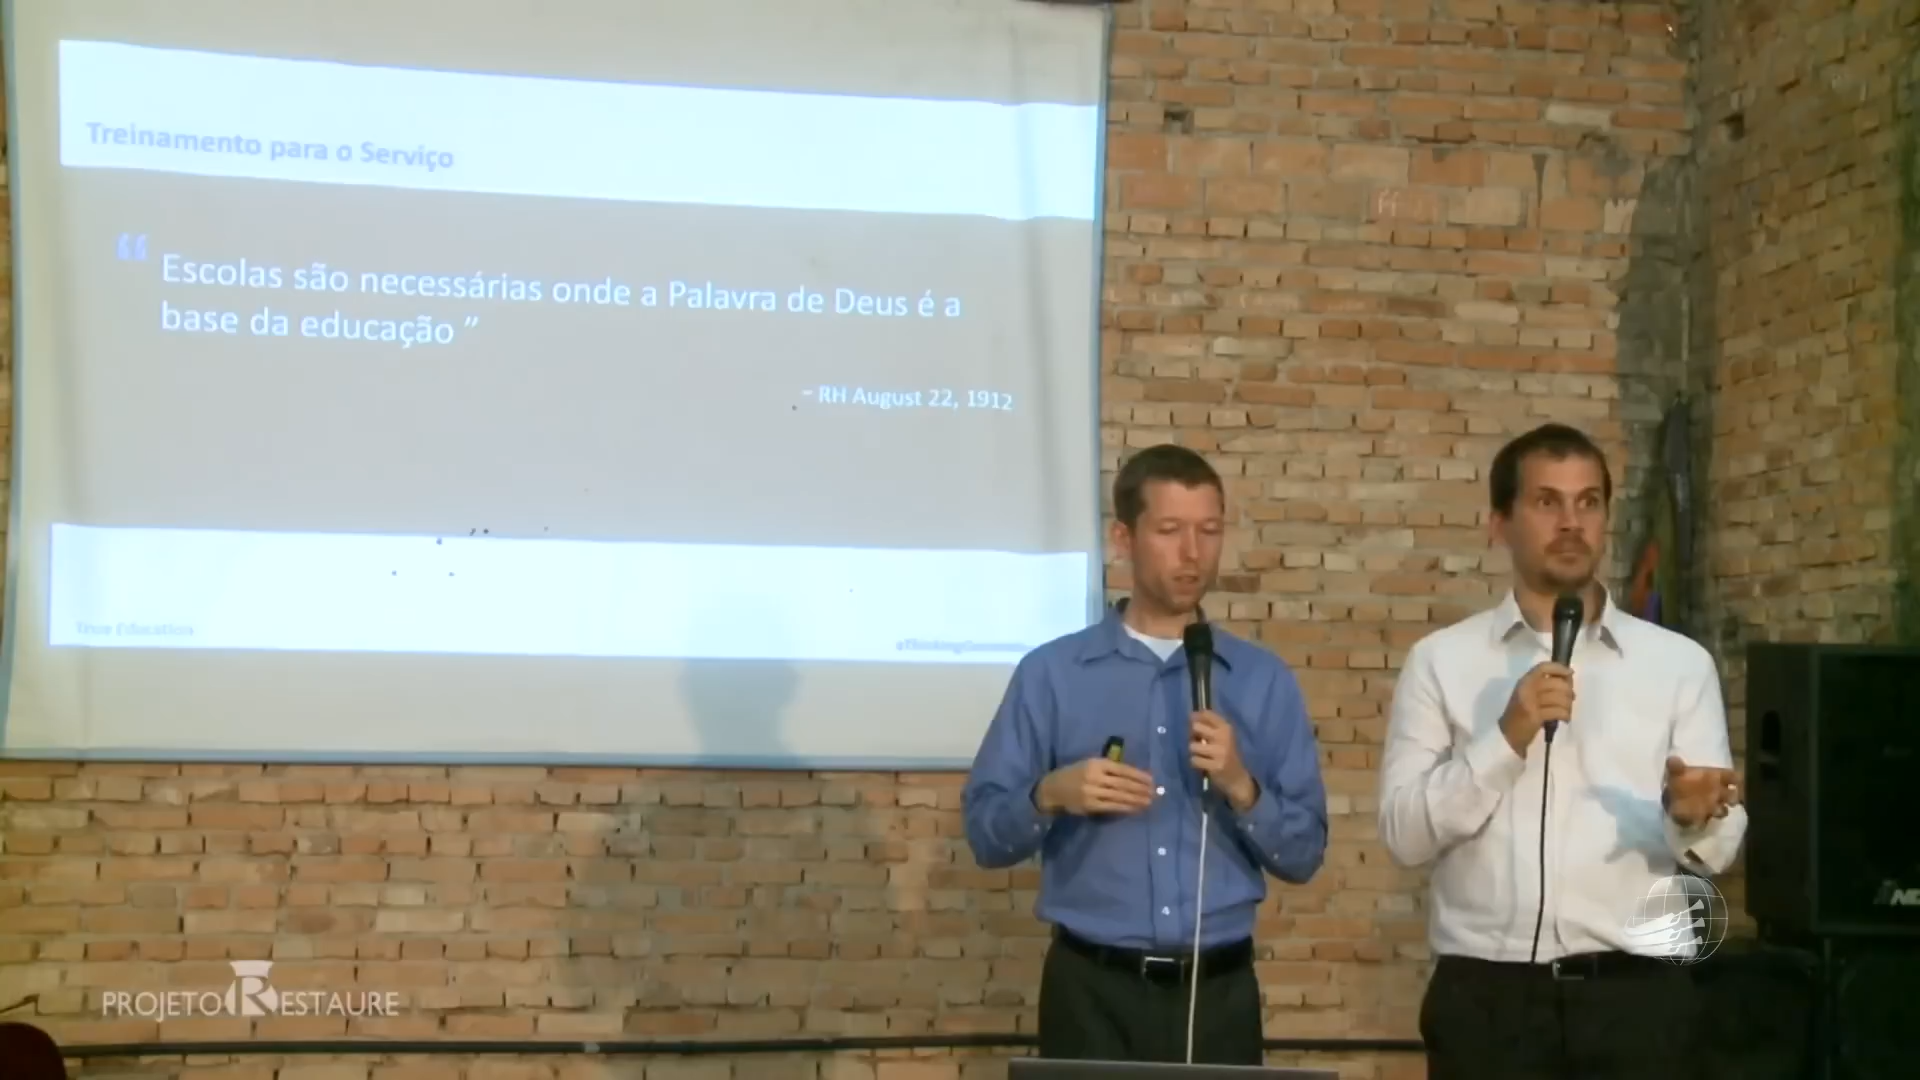 Treinamento para o Serviço
“ Escolas são necessárias onde a Palavra de Deus é a
base da educação ”
– RH August 22, 1912
True Education
PROJETO RESTAURE